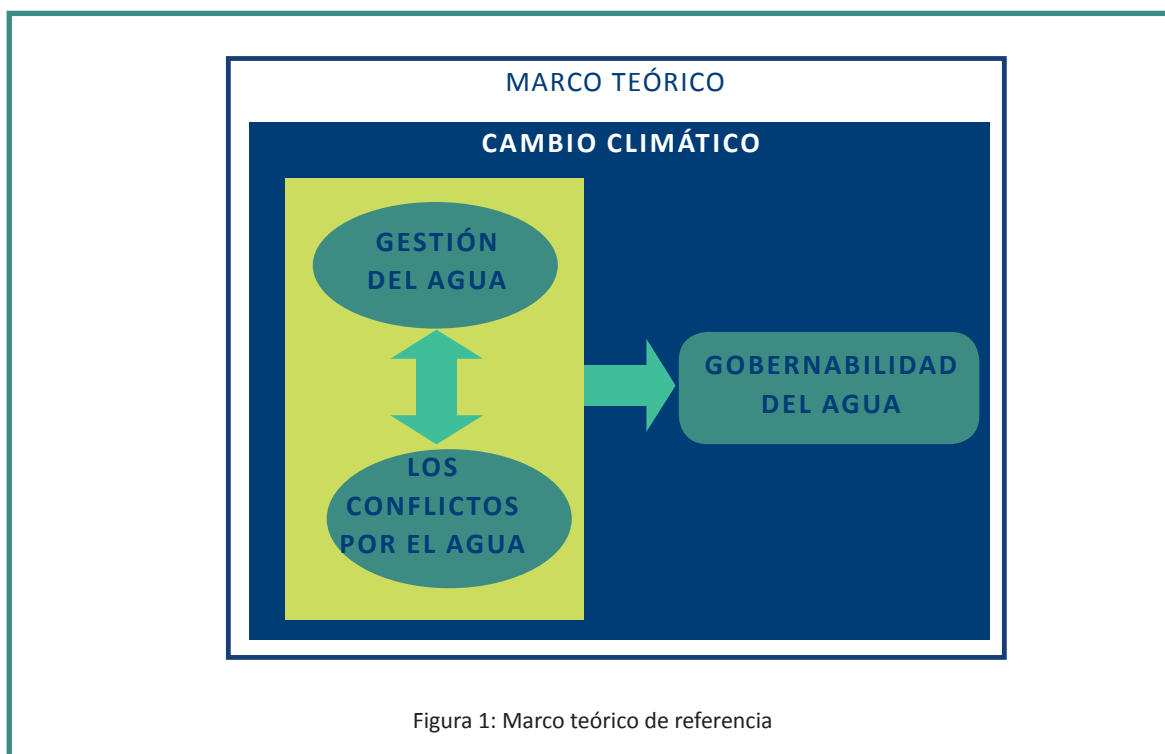 MARCO TEÓRICO
CAMBIO CLIMÁTICO
GESTIÓN
DEL AGUA
GOBERNABILIDAD
DEL AGUA
LOS
CONFLICTOS
POR EL AGUA
Figura 1: Marco teórico de referencia